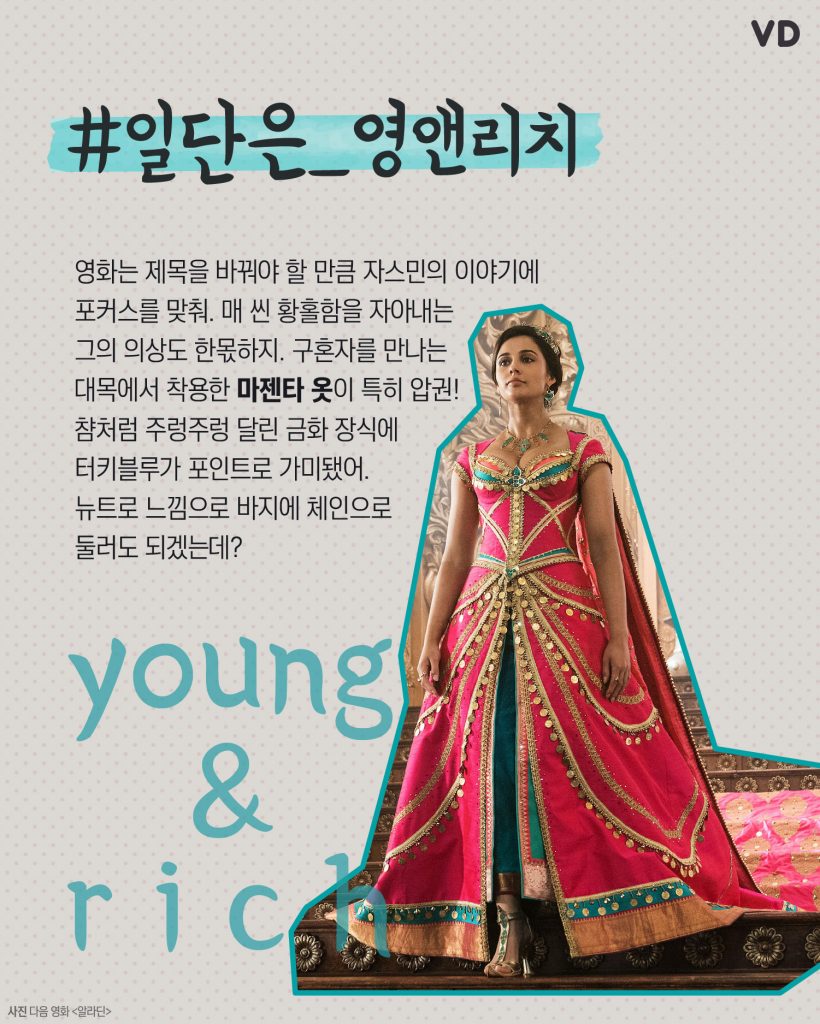 VD
#일단은_영앤리치
영화는 제목을 바꿔야 할 만큼 자스민의 이야기에
포커스를 맞춰. 매 씬 황홀함을 자아내는
그의 의상도 한몫하지. 구혼자를 만나는
대목에서 착용한 마젠타 옷이 특히 압권!
챰처럼 주렁주렁 달린 금화 장식에
터키블루가 포인트로 가미됐어.
뉴트로 느낌으로 바지에 체인으로
둘러도 되겠는데?
young
&
rich
사진 다음 영화 <알라딘>